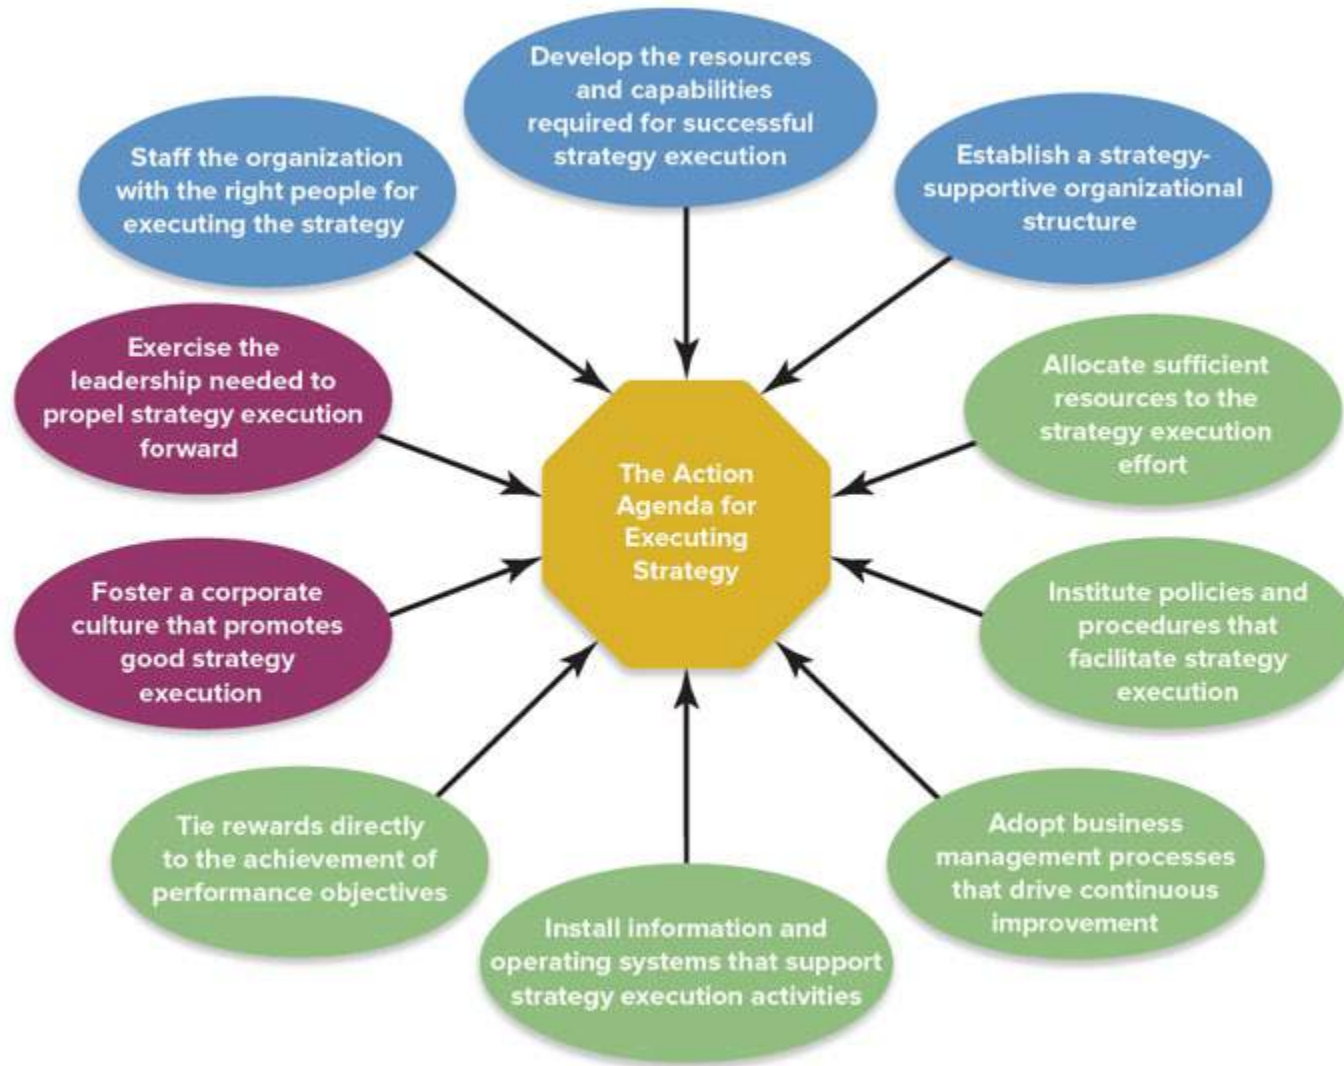 Develop the resources
and capabilities
required for successful
strategy execution
Staff the organization
with the right people for
executing the strategy
Establish a strategy-
supportive organizational
structure
Exercise the
leadership needed to
propel strategy execution
forward
Allocate sufficient
resources to the
strategy execution
effort
The Action
Agenda for
Executing
Strategy
Foster a corporate
culture that promotes
good strategy
execution
Institute policies and
procedures that
facilitate strategy
execution
Tie rewards directly
to the achievement of
performance objectives
Adopt business
management processes
that drive continuous
improvement
Install information and
operating systems that support
strategy execution activities